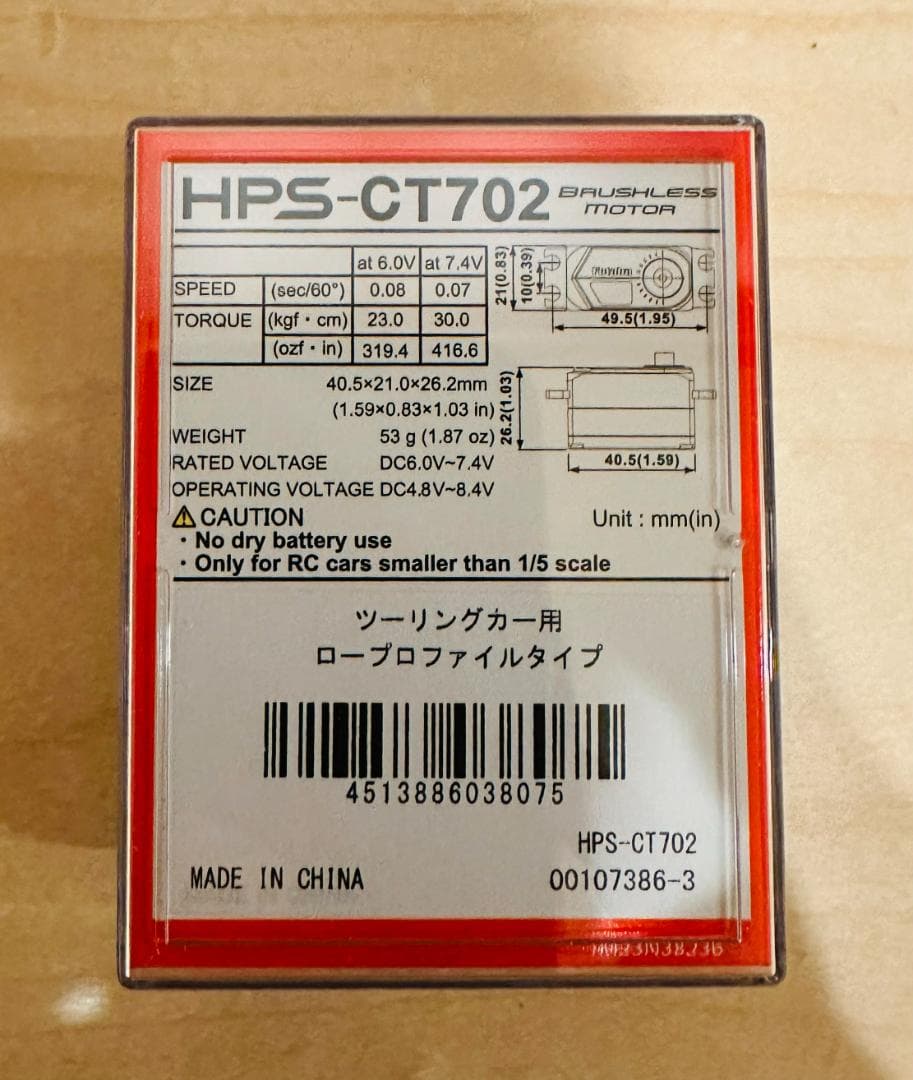 HPS-CT702 BRUSHLESS MOTOR
at 6.0V at 7.4V
SPEED (sec/60°) 0.08 0.07
TORQUE (kgf・cm) 23.0 30.0
(ozf・in) 319.4 416.6
21(0.83)
10(0.39)
Futaba
49.5(1.95)
SIZE 40.5×21.0×26.2mm
(1.59×0.83×1.03 in)
26.2(1.03)
WEIGHT 53 g (1.87 oz)
RATED VOLTAGE DC6.0V~7.4V
40.5(1.59)
OPERATING VOLTAGE DC4.8V~8.4V
CAUTION
Unit : mm(in)
・No dry battery use
・Only for RC cars smaller than 1/5 scale
ツーリングカー用
ロープロファイルタイプ
4513886038075
HPS-CT702
MADE IN CHINA 00107386-3